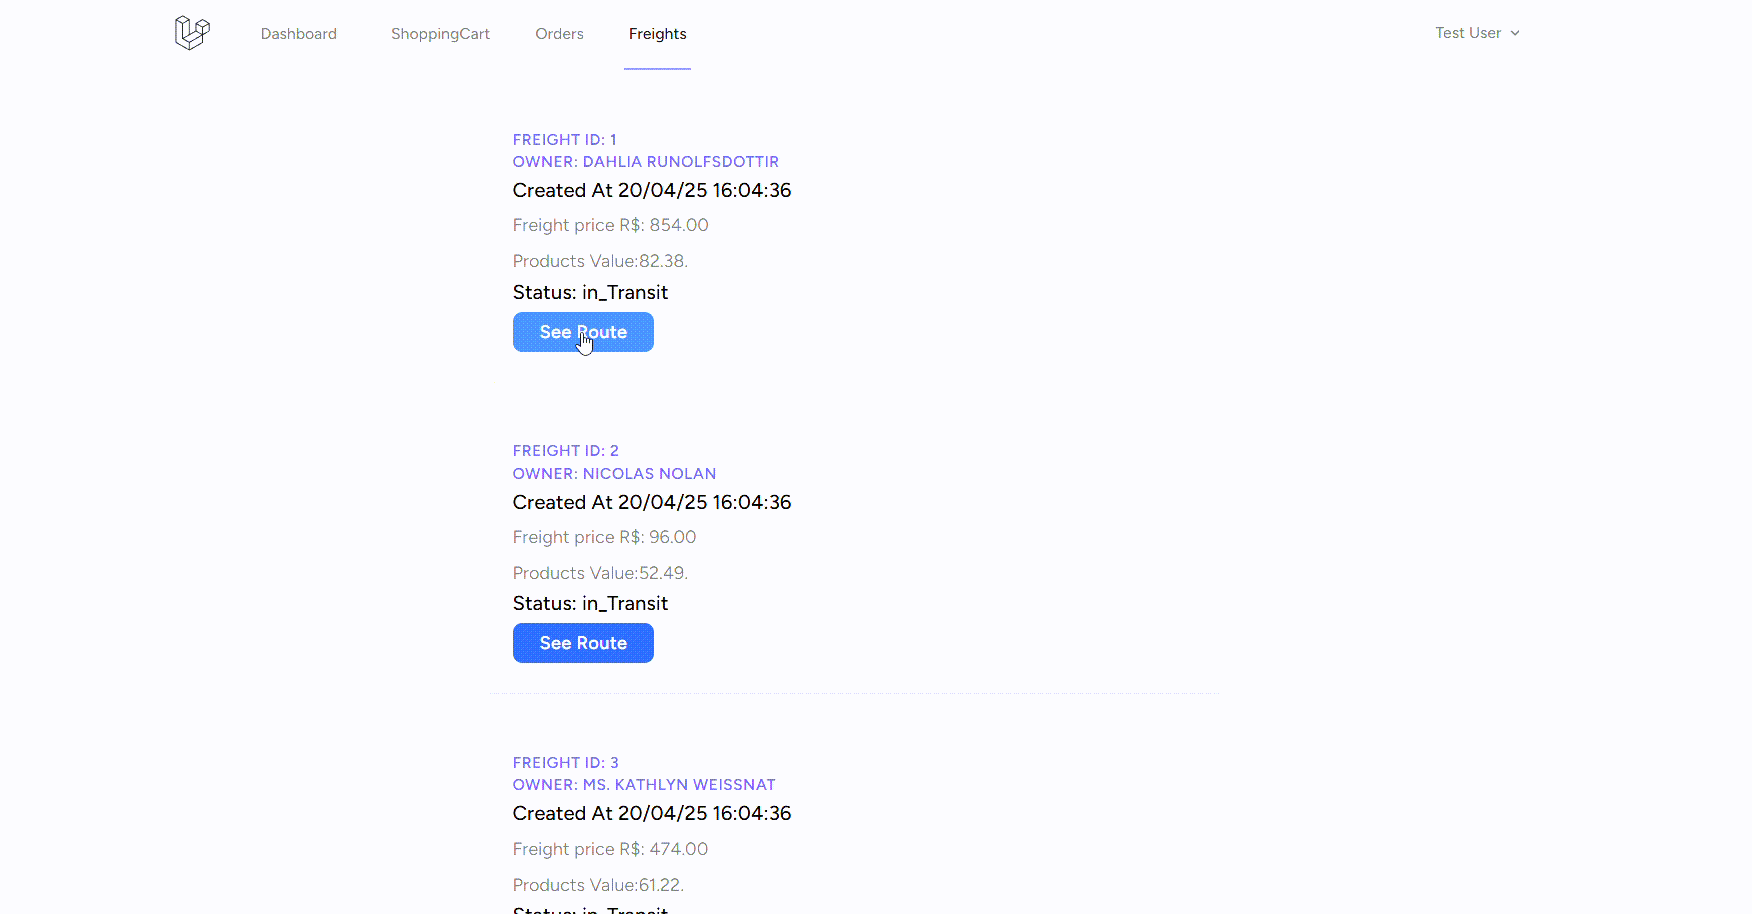 Dashboard ShoppingCart Orders Freights Test User
FREIGHT ID: 1
OWNER: DAHLIA RUNOLFSDOTTIR
Created At 20/04/25 16:04:36
Freight price R$: 854.00
Products Value:82.38.
Status: in_Transit
See Route
FREIGHT ID: 2
OWNER: NICOLAS NOLAN
Created At 20/04/25 16:04:36
Freight price R$: 96.00
Products Value:52.49.
Status: in_Transit
See Route
FREIGHT ID: 3
OWNER: MS. KATHLYN WEISSNAT
Created At 20/04/25 16:04:36
Freight price R$: 474.00
Products Value:61.22.
Status: in_Transit